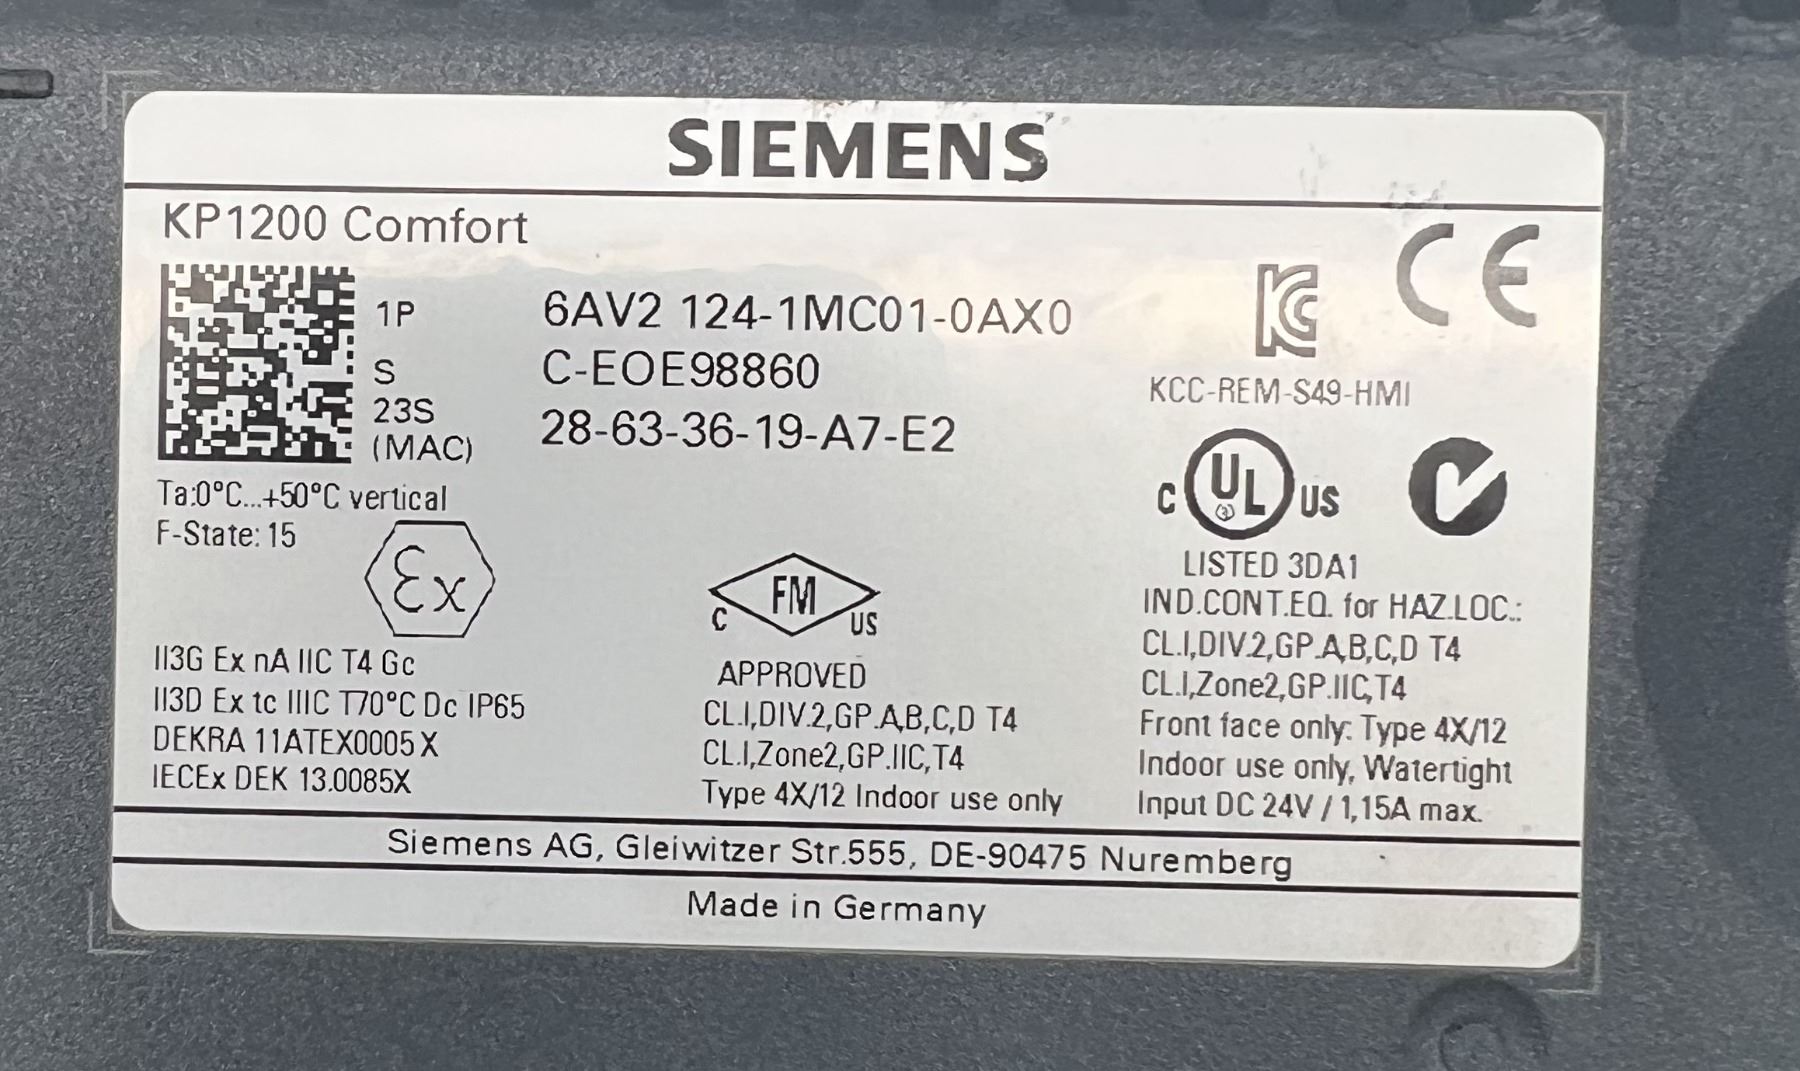 SIEMENS
KP1200 Comfort
1P 6AV2 124-1MC01-0AX0
S C-EOE98860
23S
(MAC) 28-63-36-19-A7-E2
Ta:0°C...+50°C vertical
F-State: 15
Ex
II3G Ex nA IIC T4 Gc
II3D Ex tc IIIC T70°C Dc IP65
DEKRA 11ATEX0005 X
IECEx DEK 13.0085X
FM
C US
APPROVED
CL.I,DIV.2,GP.A,B,C,D T4
CL.I,Zone2,GP.IIC,T4
Type 4X/12 Indoor use only
CE
KC
KCC-REM-S49-HMI
C UL US
LISTED 3DA1
IND.CONT.EQ. for HAZ.LOC.:
CL.I,DIV.2,GP.A,B,C,D T4
CL.I,Zone2,GP.IIC,T4
Front face only: Type 4X/12
Indoor use only, Watertight
Input DC 24V / 1,15A max.
Siemens AG, Gleiwitzer Str.555, DE-90475 Nuremberg
Made in Germany